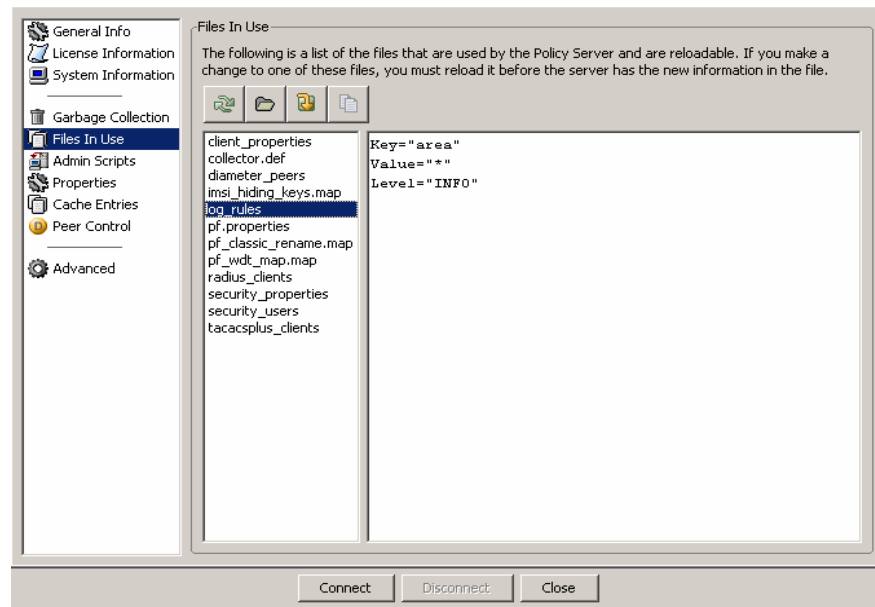 General Info
License Information
System Information
Garbage Collection
Files In Use
Admin Scripts
Properties
Cache Entries
Peer Control
Advanced
Files In Use
The following is a list of the files that are used by the Policy Server and are reloadable. If you make a
change to one of these files, you must reload it before the server has the new information in the file.
client_properties
collector.def
diameter_peers
imsi_hiding_keys.map
log_rules
pf.properties
pf_classic_rename.map
pf_wdt_map.map
radius_clients
security_properties
security_users
tacacsplus_clients
Key="area"
Value="*"
Level="INFO"
Connect
Disconnect
Close